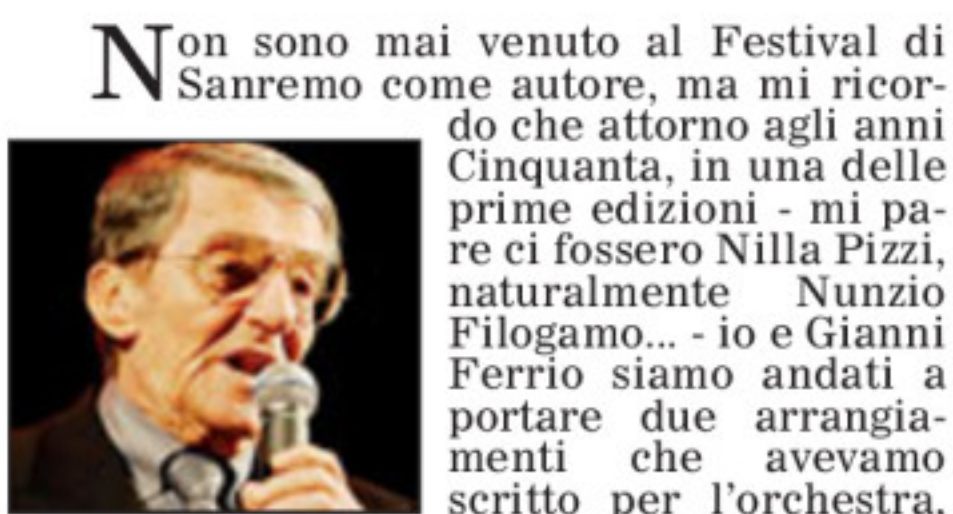 Non sono mai venuto al Festival di
Sanremo come autore, ma mi ricor-
do che attorno agli anni
Cinquanta, in una delle
prime edizioni - mi pa-
re ci fossero Nilla Pizzi,
naturalmente Nunzio
Filogamo... - io e Gianni
Ferrio siamo andati a
portare due arrangia-
menti che avevamo
scritto per l'orchestra.